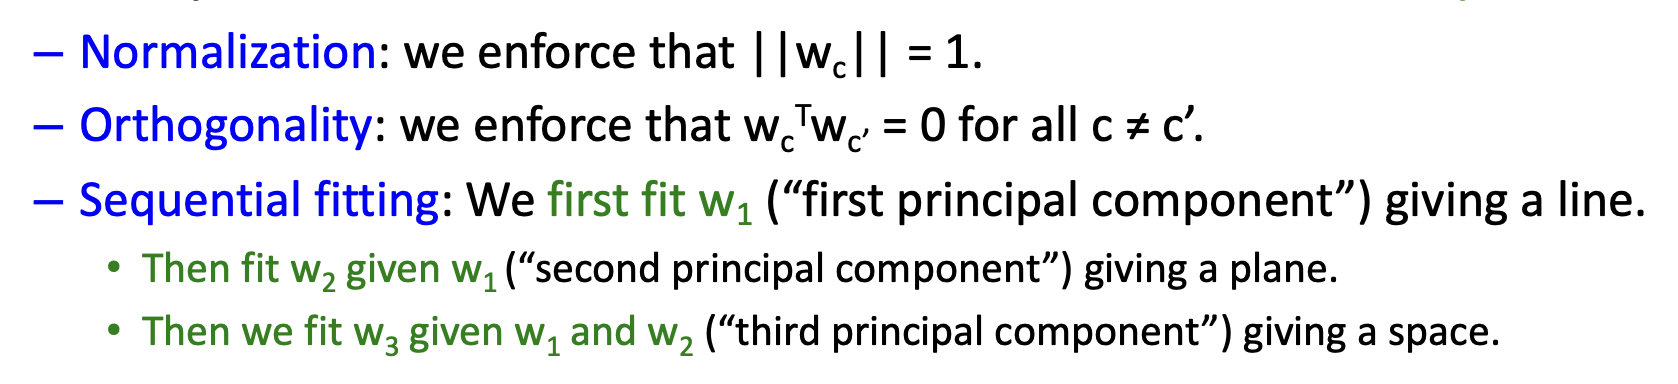 – Normalization: we enforce that ||w_c|| = 1.
– Orthogonality: we enforce that w_c^T w_c′ = 0 for all c ≠ c′.
– Sequential fitting: We first fit w_1 (“first principal component”) giving a line.
• Then fit w_2 given w_1 (“second principal component”) giving a plane.
• Then we fit w_3 given w_1 and w_2 (“third principal component”) giving a space.